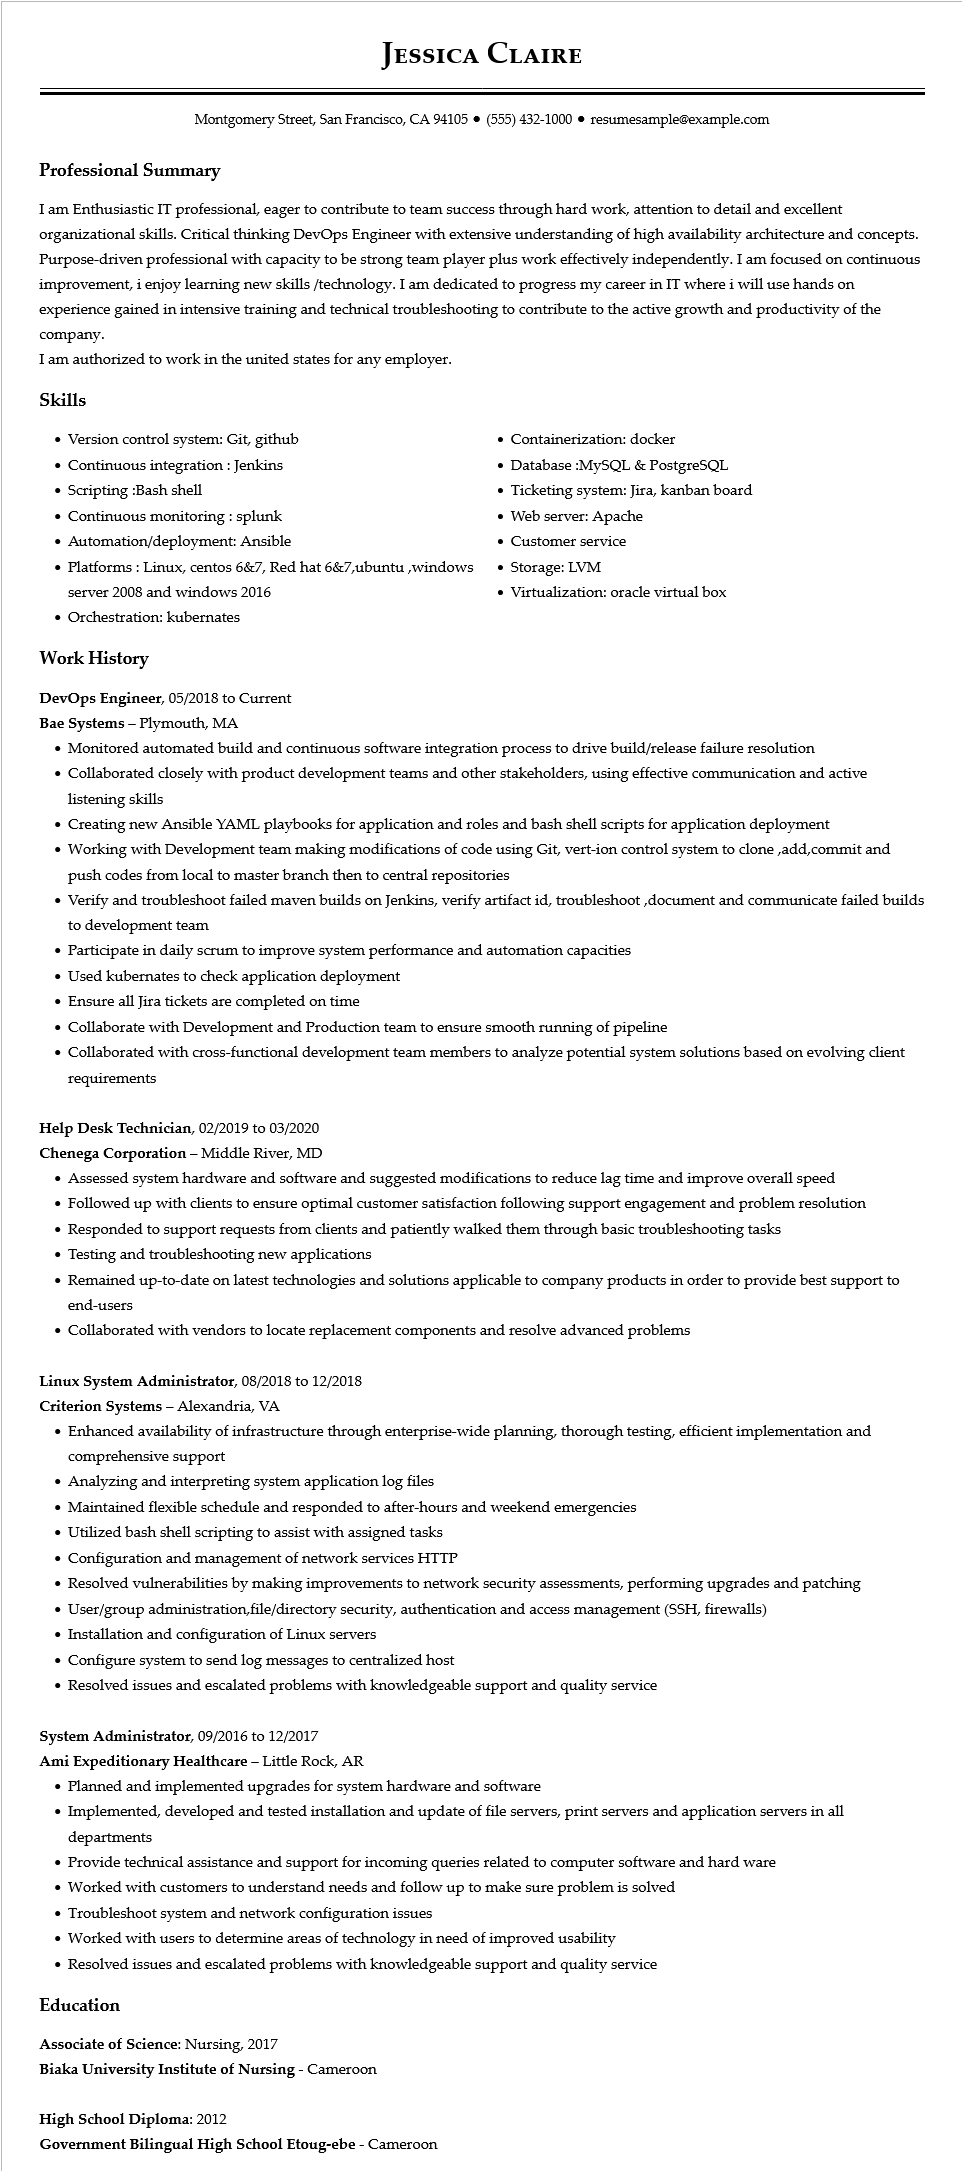 Jessica Claire
Montgomery Street, San Francisco, CA 94105 ● (555) 432-1000 ● resumesample@example.com
Professional Summary
I am Enthusiastic IT professional, eager to contribute to team success through hard work, attention to detail and excellent
organizational skills. Critical thinking DevOps Engineer with extensive understanding of high availability architecture and concepts.
Purpose-driven professional with capacity to be strong team player plus work effectively independently. I am focused on continuous
improvement, i enjoy learning new skills /technology. I am dedicated to progress my career in IT where i will use hands on
experience gained in intensive training and technical troubleshooting to contribute to the active growth and productivity of the
company.
I am authorized to work in the united states for any employer.
Skills
• Version control system: Git, github
• Continuous integration : Jenkins
• Scripting :Bash shell
• Continuous monitoring : splunk
• Automation/deployment: Ansible
• Platforms : Linux, centos 6&7, Red hat 6&7,ubuntu ,windows
server 2008 and windows 2016
• Orchestration: kubernates
• Containerization: docker
• Database :MySQL & PostgreSQL
• Ticketing system: Jira, kanban board
• Web server: Apache
• Customer service
• Storage: LVM
• Virtualization: oracle virtual box
Work History
DevOps Engineer, 05/2018 to Current
Bae Systems – Plymouth, MA
• Monitored automated build and continuous software integration process to drive build/release failure resolution
• Collaborated closely with product development teams and other stakeholders, using effective communication and active
listening skills
• Creating new Ansible YAML playbooks for application and roles and bash shell scripts for application deployment
• Working with Development team making modifications of code using Git, vert-ion control system to clone ,add,commit and
push codes from local to master branch then to central repositories
• Verify and troubleshoot failed maven builds on Jenkins, verify artifact id, troubleshoot ,document and communicate failed builds
to development team
• Participate in daily scrum to improve system performance and automation capacities
• Used kubernates to check application deployment
• Ensure all Jira tickets are completed on time
• Collaborate with Development and Production team to ensure smooth running of pipeline
• Collaborated with cross-functional development team members to analyze potential system solutions based on evolving client
requirements
Help Desk Technician, 02/2019 to 03/2020
Chenega Corporation – Middle River, MD
• Assessed system hardware and software and suggested modifications to reduce lag time and improve overall speed
• Followed up with clients to ensure optimal customer satisfaction following support engagement and problem resolution
• Responded to support requests from clients and patiently walked them through basic troubleshooting tasks
• Testing and troubleshooting new applications
• Remained up-to-date on latest technologies and solutions applicable to company products in order to provide best support to
end-users
• Collaborated with vendors to locate replacement components and resolve advanced problems
Linux System Administrator, 08/2018 to 12/2018
Criterion Systems – Alexandria, VA
• Enhanced availability of infrastructure through enterprise-wide planning, thorough testing, efficient implementation and
comprehensive support
• Analyzing and interpreting system application log files
• Maintained flexible schedule and responded to after-hours and weekend emergencies
• Utilized bash shell scripting to assist with assigned tasks
• Configuration and management of network services HTTP
• Resolved vulnerabilities by making improvements to network security assessments, performing upgrades and patching
• User/group administration,file/directory security, authentication and access management (SSH, firewalls)
• Installation and configuration of Linux servers
• Configure system to send log messages to centralized host
• Resolved issues and escalated problems with knowledgeable support and quality service
System Administrator, 09/2016 to 12/2017
Ami Expeditionary Healthcare – Little Rock, AR
• Planned and implemented upgrades for system hardware and software
• Implemented, developed and tested installation and update of file servers, print servers and application servers in all
departments
• Provide technical assistance and support for incoming queries related to computer software and hard ware
• Worked with customers to understand needs and follow up to make sure problem is solved
• Troubleshoot system and network configuration issues
• Worked with users to determine areas of technology in need of improved usability
• Resolved issues and escalated problems with knowledgeable support and quality service
Education
Associate of Science: Nursing, 2017
Biaka University Institute of Nursing - Cameroon
High School Diploma: 2012
Government Bilingual High School Etoug-ebe - Cameroon